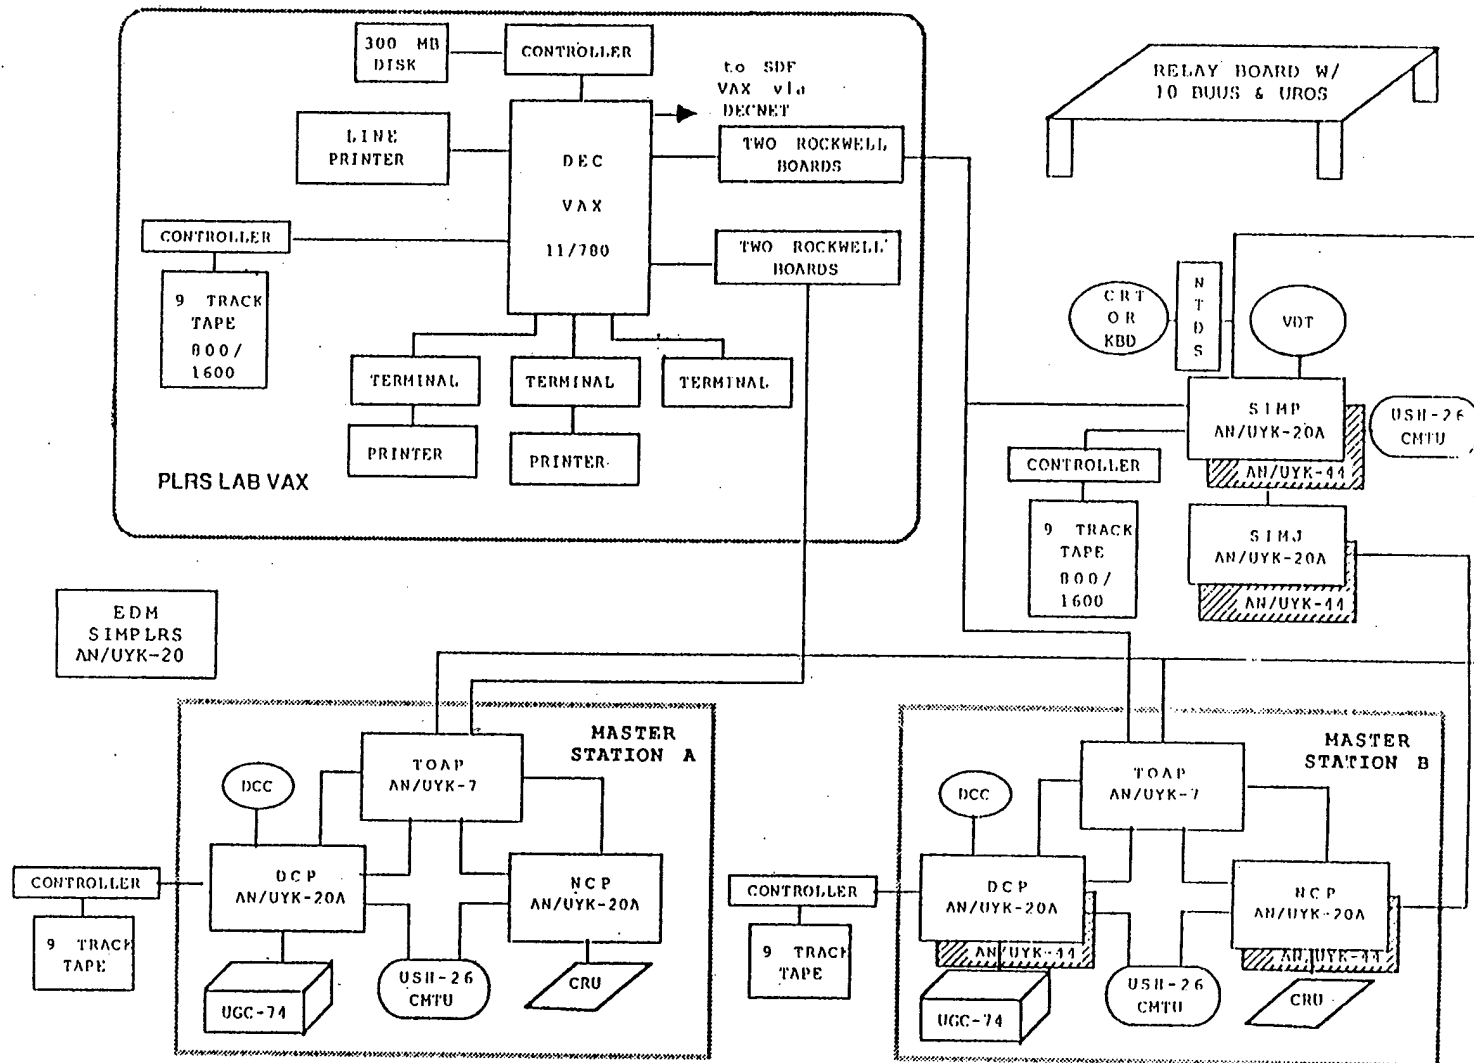 300 MB
DISK
CONTROLLER
to SDF
VAX via
DECNET
RELAY BOARD W/
10 BUUS & UROS
LINE
PRINTER
DEC
VAX
11/780
TWO ROCKWELL
BOARDS
CONTROLLER
TWO ROCKWELL
BOARDS
9 TRACK
TAPE
800/
1600
CRT
OR
KBD
NTDS
VDT
TERMINAL
TERMINAL
TERMINAL
PRINTER
PRINTER
PLRS LAB VAX
SIMP
AN/UYK-20A
AN/UYK-44
USH-26
CMTU
CONTROLLER
9 TRACK
TAPE
800/
1600
SIMJ
AN/UYK-20A
AN/UYK-44
EDM
SIMPLRS
AN/UYK-20
MASTER
STATION A
TOAP
AN/UYK-7
DCC
DCP
AN/UYK-20A
NCP
AN/UYK-20A
CONTROLLER
9 TRACK
TAPE
UGC-74
USH-26
CMTU
CRU
MASTER
STATION B
TOAP
AN/UYK-7
DCC
DCP
AN/UYK-20A
AN/UYK-44
NCP
AN/UYK-20A
AN/UYK-44
CONTROLLER
9 TRACK
TAPE
UGC-74
USH-26
CMTU
CRU